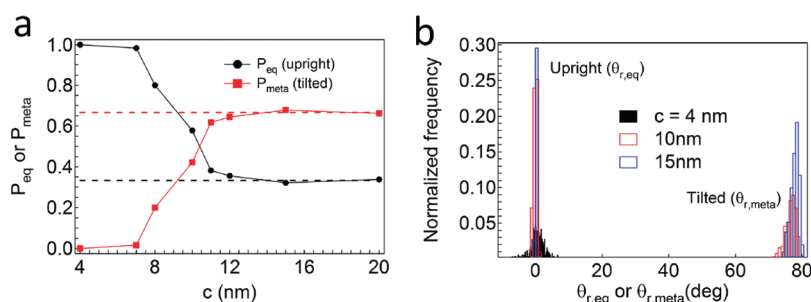 a
P_eq or P_meta
1.0
0.8
0.6
0.4
0.2
0.0
P_eq (upright)
P_meta (tilted)
4
8
12
16
20
c (nm)
b
Normalized frequency
0.30
0.25
0.20
0.15
0.10
0.05
Upright (θ_r,eq)
c = 4 nm
10nm
15nm
Tilted (θ_r,meta)
0
20
40
60
80
θ_r,eq or θ_r,meta(deg)